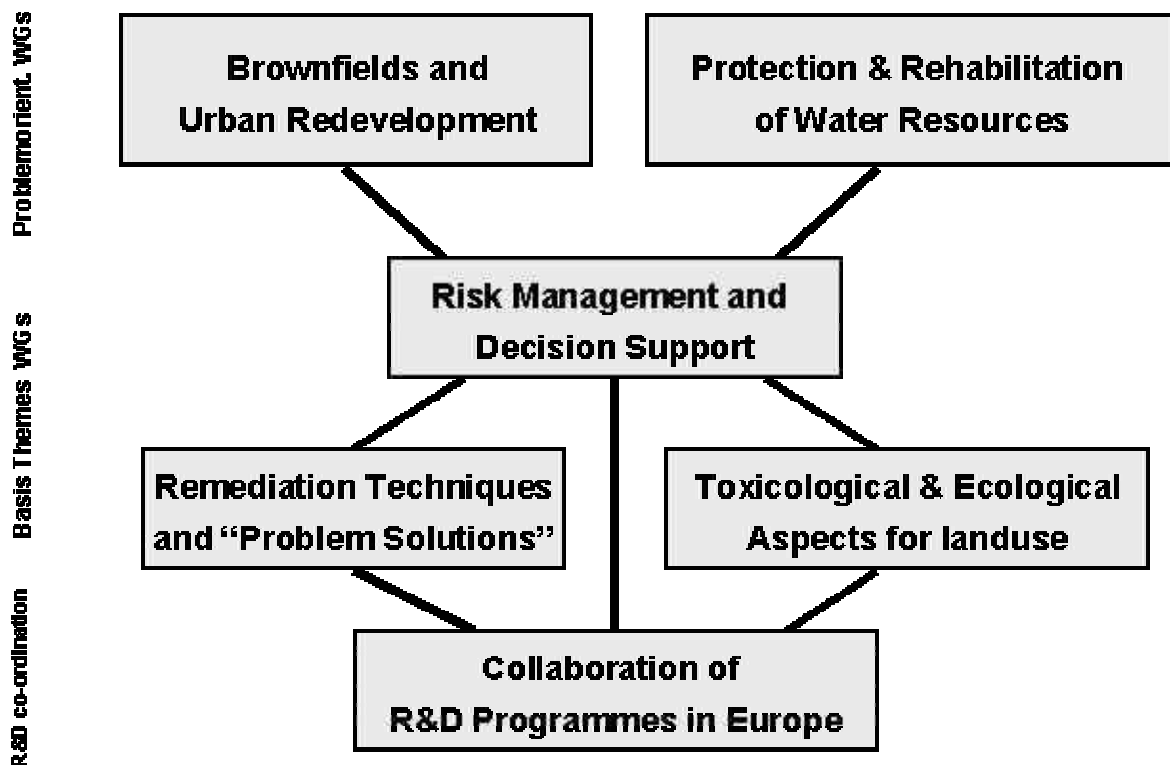 Problemorient. WGs
Brownfields and
Urban Redevelopment
Protection & Rehabilitation
of Water Resources
Basis Themes WGs
Risk Management and
Decision Support
Remediation Techniques
and “Problem Solutions”
Toxicological & Ecological
Aspects for landuse
R&D co-ordination
Collaboration of
R&D Programmes in Europe